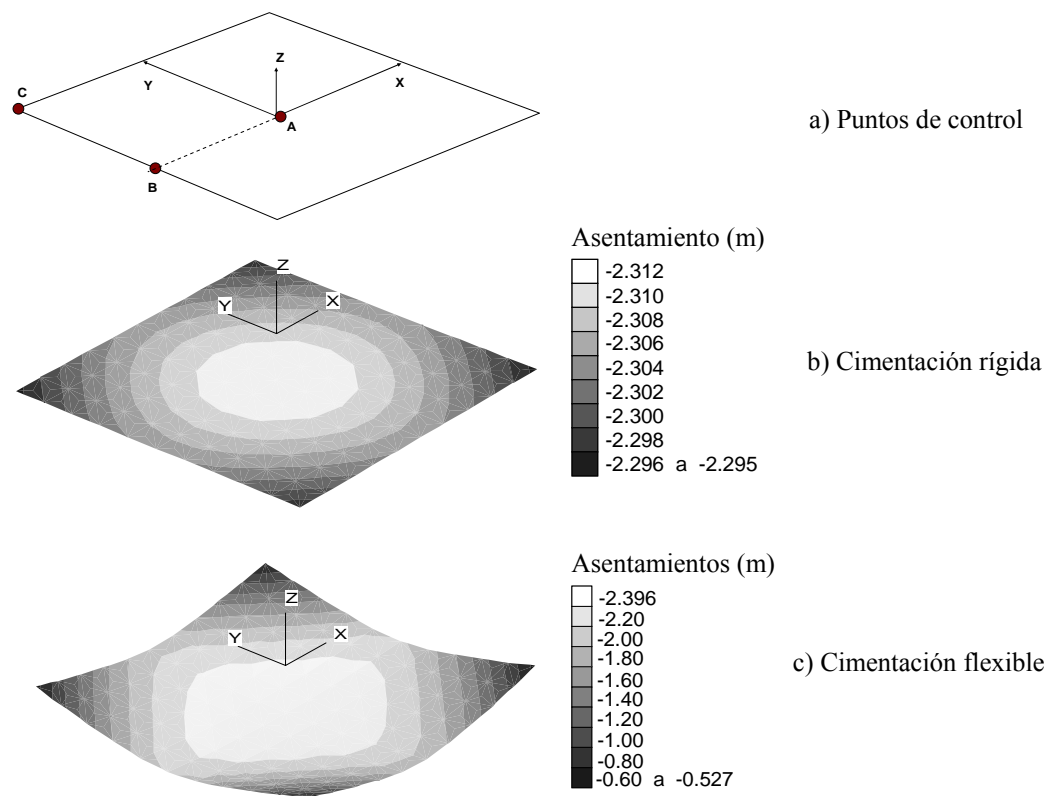 Z
C
Y
X
A
B
a) Puntos de control
Asentamiento (m)
-2.312
-2.310
-2.308
-2.306
-2.304
-2.302
-2.300
-2.298
-2.296 a -2.295
Z
Y
X
b) Cimentación rígida
Asentamientos (m)
-2.396
-2.20
-2.00
-1.80
-1.60
-1.40
-1.20
-1.00
-0.80
-0.60 a -0.527
Z
Y
X
c) Cimentación flexible